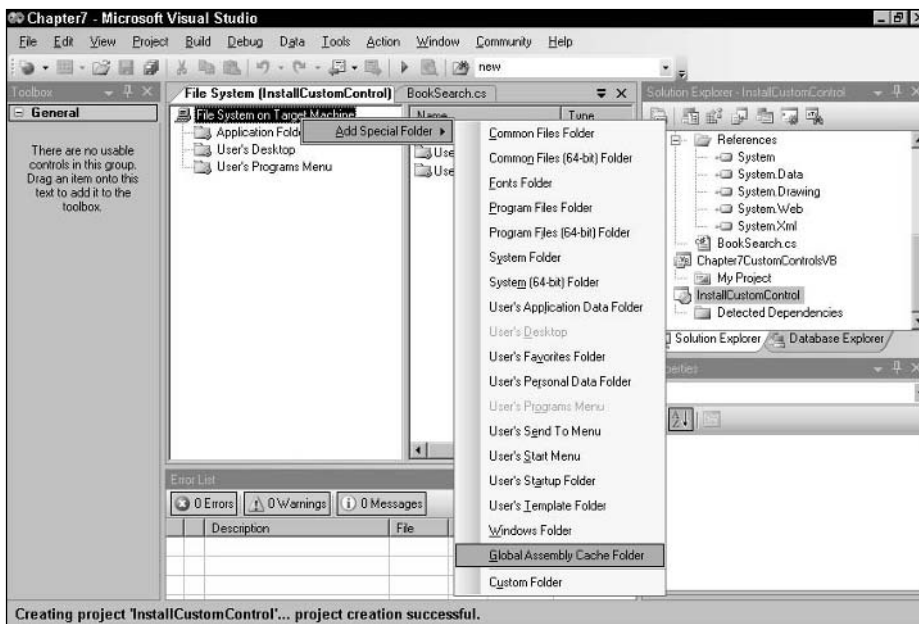 Chapter7 - Microsoft Visual Studio
File Edit View Project Build Debug Data Tools Action Window Community Help
new
Toolbox
General
There are no usable
controls in this group.
Drag an item onto this
text to add it to the
toolbox.
File System (InstallCustomControl) BookSearch.cs
File System on Target Machine
Application Folde
User's Desktop
User's Programs Menu
Name Type
Use
Use
Add Special Folder
Common Files Folder
Common Files (64-bit) Folder
Fonts Folder
Program Files Folder
Program Files (64-bit) Folder
System Folder
System (64-bit) Folder
User's Application Data Folder
User's Desktop
User's Favorites Folder
User's Personal Data Folder
User's Programs Menu
User's Send To Menu
User's Start Menu
User's Startup Folder
User's Template Folder
Windows Folder
Global Assembly Cache Folder
Custom Folder
Solution Explorer - InstallCustomControl
References
System
System.Data
System.Drawing
System.Web
System.Xml
BookSearch.cs
Chapter7CustomControlsVB
My Project
InstallCustomControl
Detected Dependencies
Solution Explorer Database Explorer
perties
Error List
0 Errors 0 Warnings 0 Messages
Description File
Creating project 'InstallCustomControl'... project creation successful.